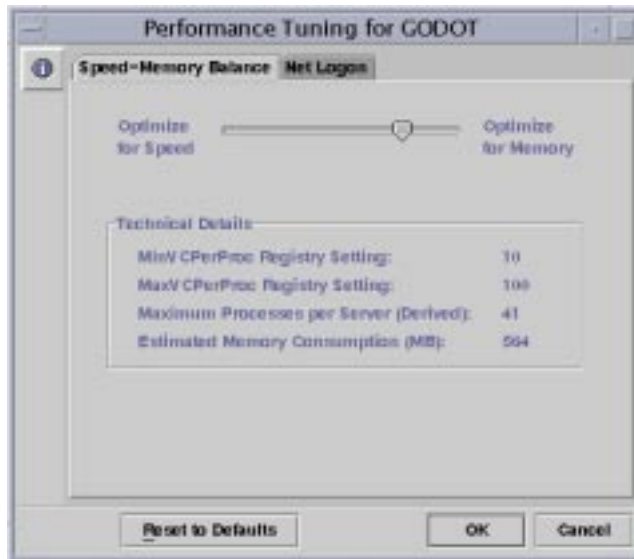 Performance Tuning for GODOT
Speed-Memory Balance Net Logon
Optimize for Speed
Optimize for Memory
Technical Details
MinVCPerProc Registry Setting: 10
MaxVCPerProc Registry Setting: 100
Maximum Processes per Server (Derived): 41
Estimated Memory Consumption (MB): 564
Reset to Defaults OK Cancel